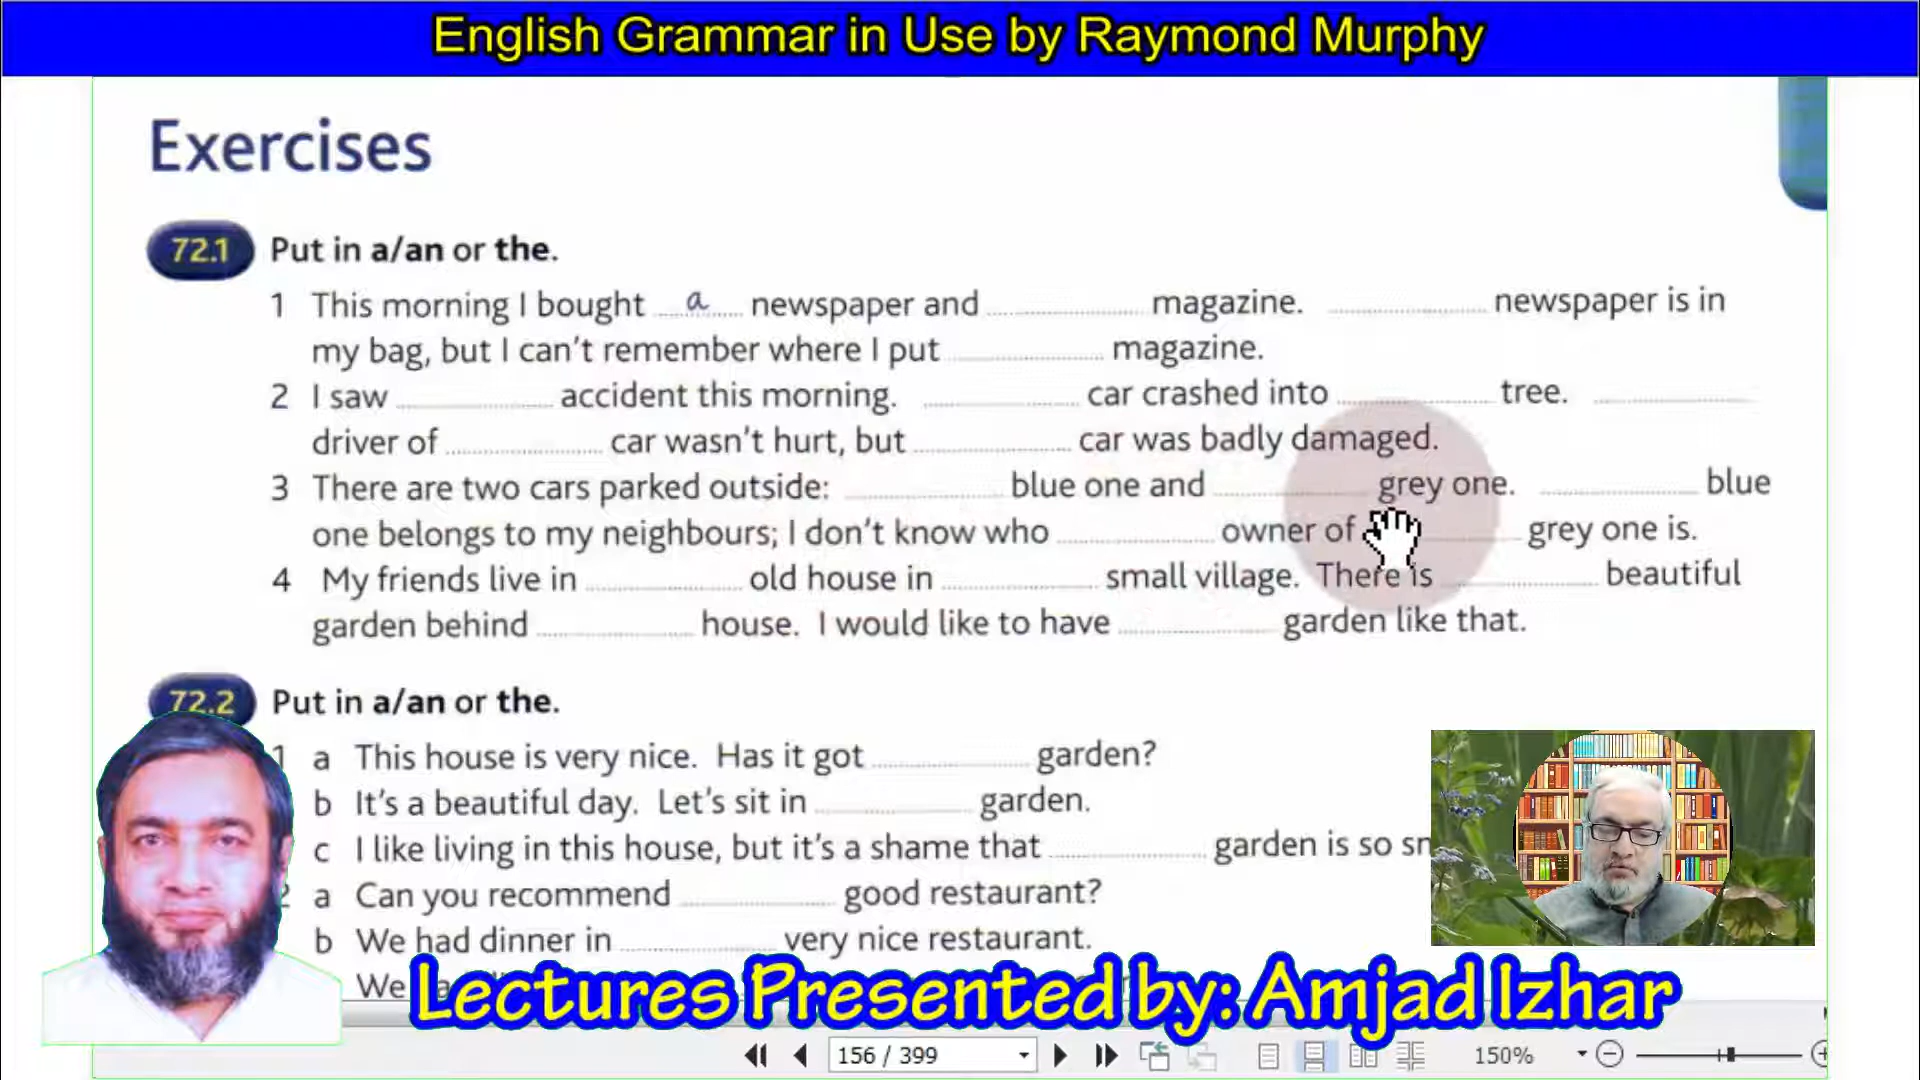 English Grammar in Use by Raymond Murphy
Exercises
72.1 Put in a/an or the.
1 This morning I bought a newspaper and magazine. newspaper is in
my bag, but I can't remember where I put magazine.
2 I saw accident this morning. car crashed into tree.
driver of car wasn't hurt, but car was badly damaged.
3 There are two cars parked outside: blue one and grey one. blue
one belongs to my neighbours; I don't know who owner of grey one is.
4 My friends live in old house in small village. There is beautiful
garden behind house. I would like to have garden like that.
72.2 Put in a/an or the.
1 a This house is very nice. Has it got garden?
b It's a beautiful day. Let's sit in garden.
c I like living in this house, but it's a shame that garden is so
2 a Can you recommend good restaurant?
b We had dinner in very nice restaurant.
We
Lectures Presented by: Amjad Izhar
156 / 399
150%